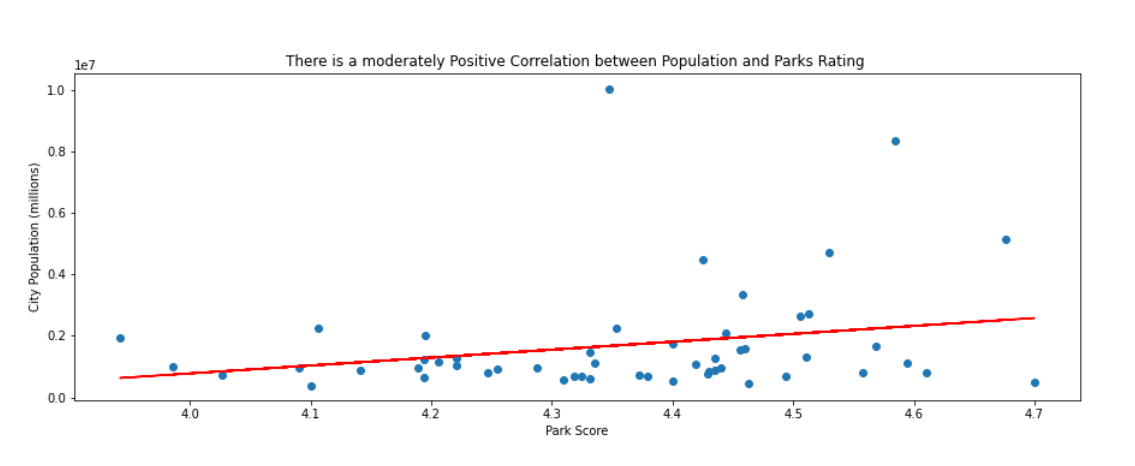 There is a moderately Positive Correlation between Population and Parks Rating
1e7
1.0
0.8
0.6
0.4
0.2
0.0
City Population (millions)
4.0 4.1 4.2 4.3 4.4 4.5 4.6 4.7
Park Score